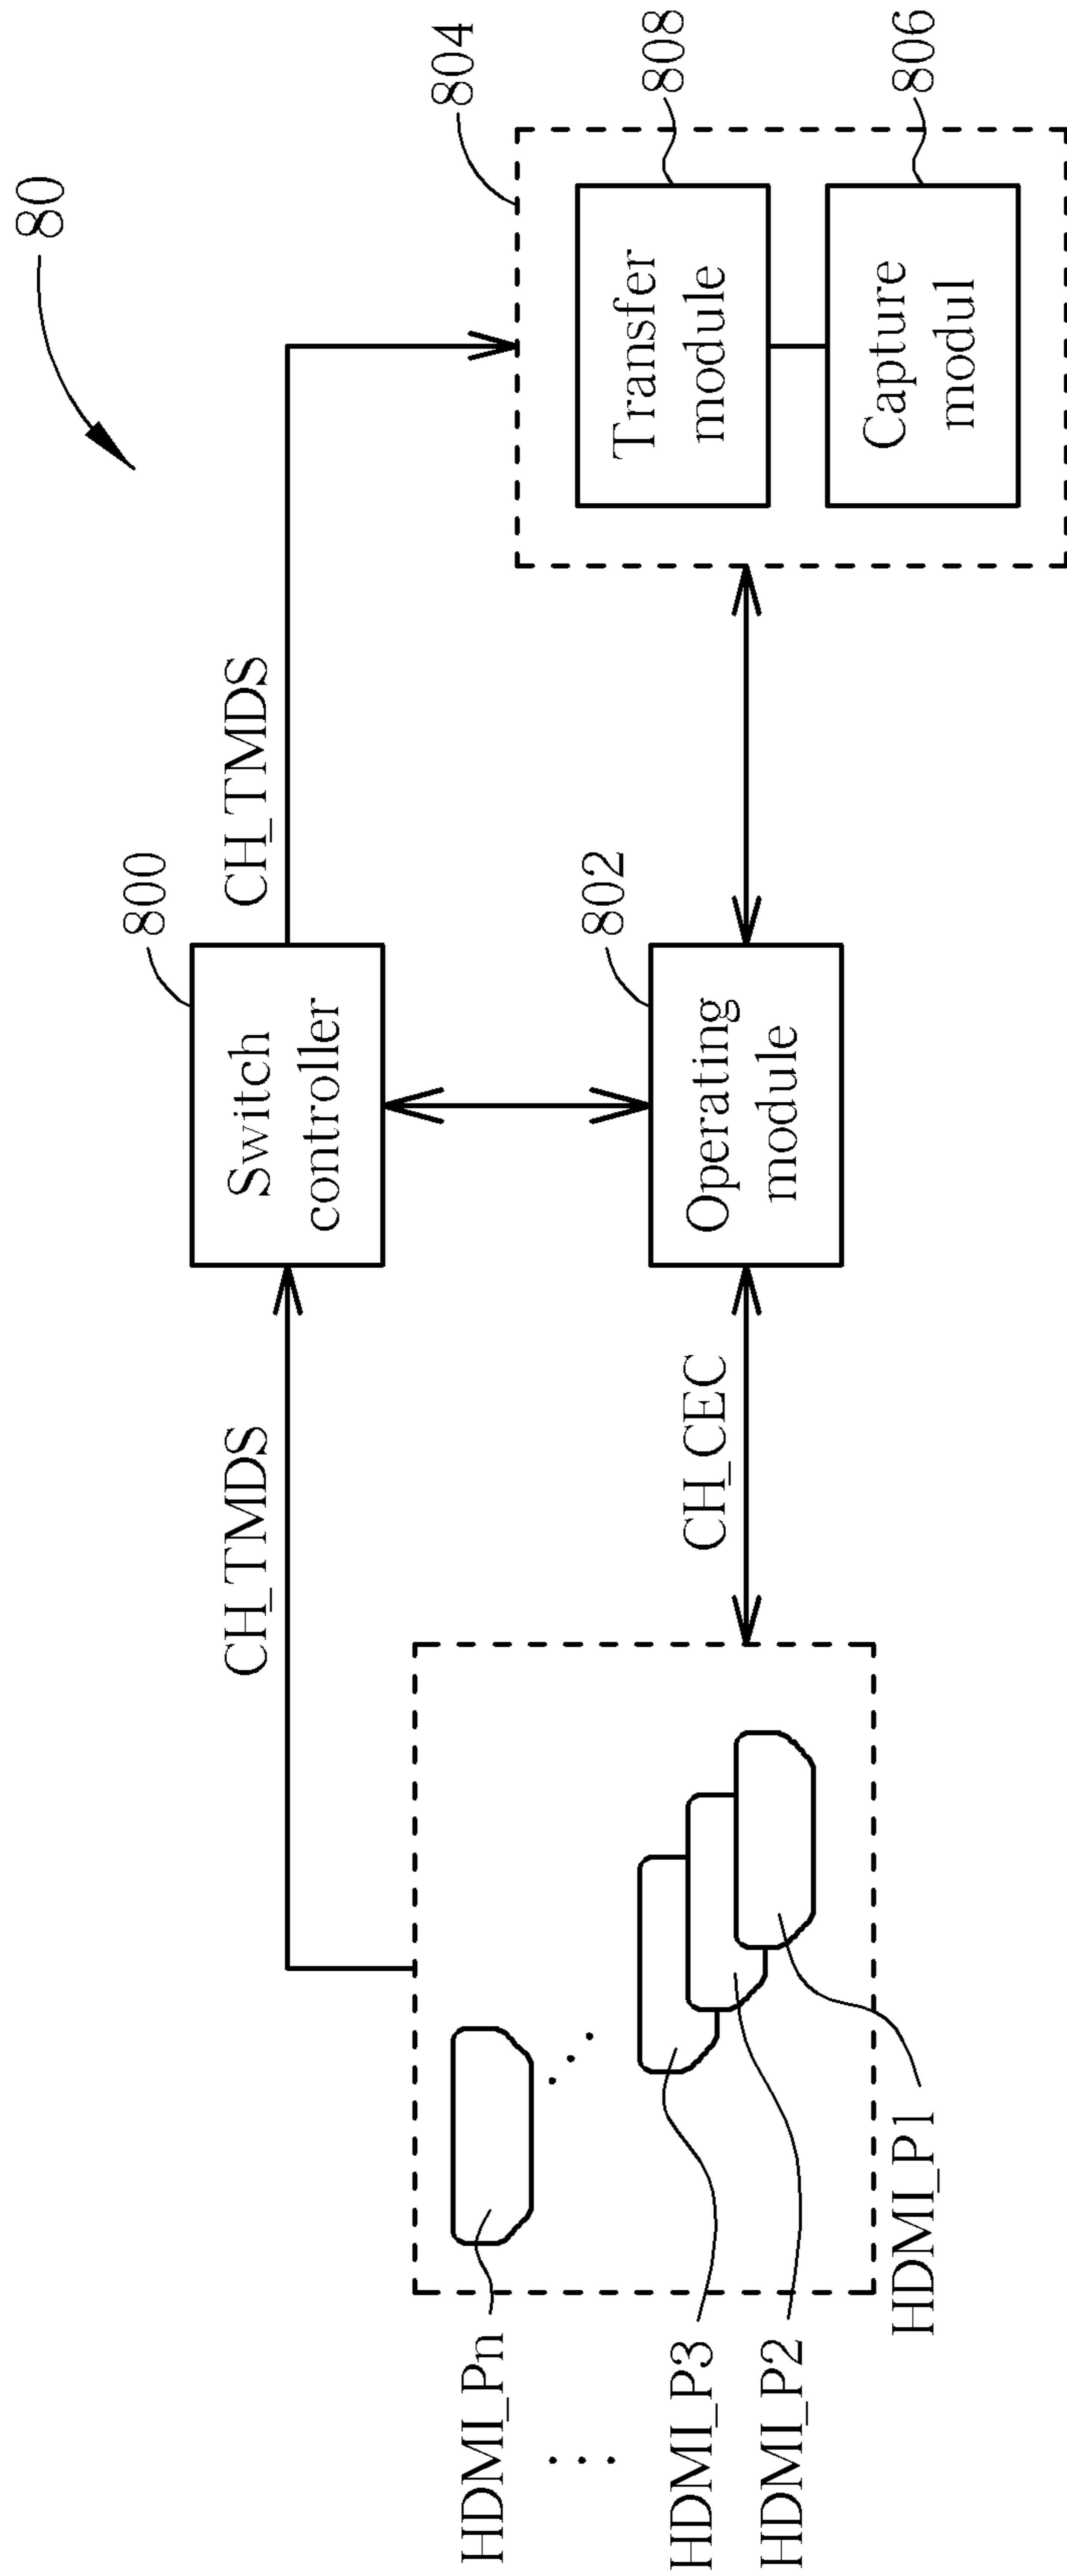 80
CH_TMDS
800
Switch
controller
CH_TMDS
804
Transfer
module
808
Capture
modul
806
802
Operating
module
CH_CEC
HDMI_Pn
...
HDMI_P3
HDMI_P2
HDMI_P1